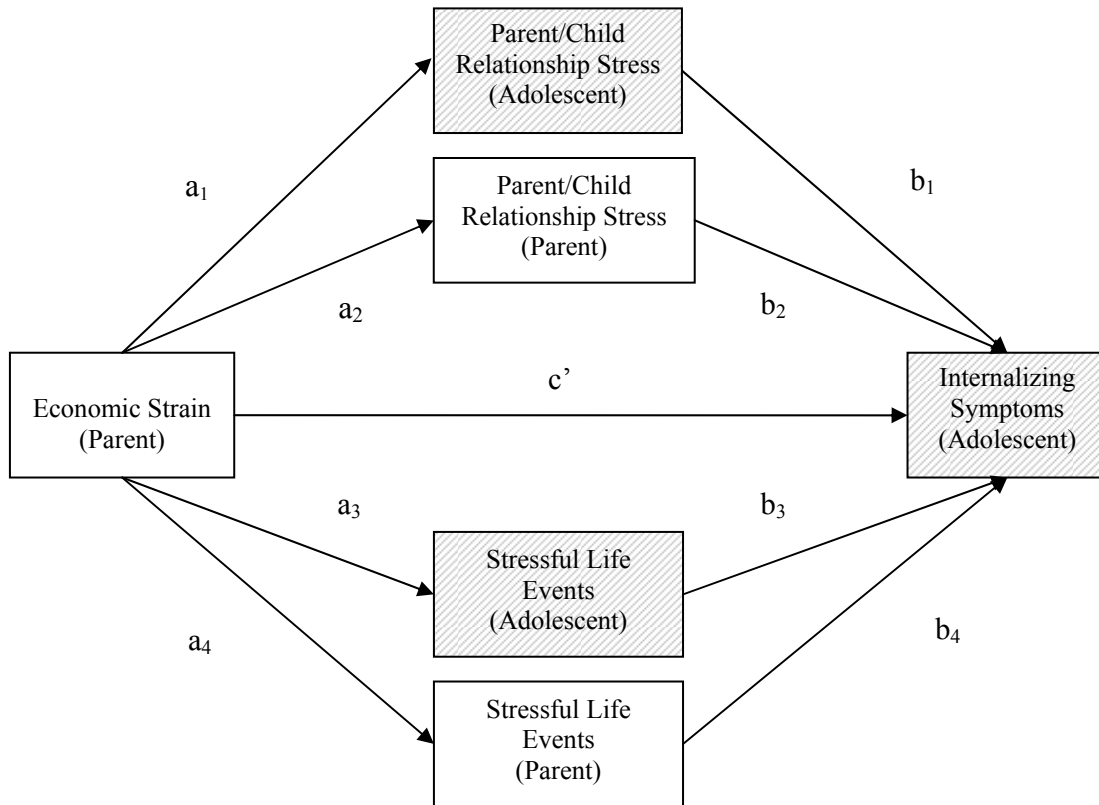 Parent/Child
Relationship Stress
(Adolescent)
a₁
b₁
Parent/Child
Relationship Stress
(Parent)
a₂
b₂
Economic Strain
(Parent)
c’
Internalizing
Symptoms
(Adolescent)
a₃
b₃
Stressful Life
Events
(Adolescent)
a₄
b₄
Stressful Life
Events
(Parent)